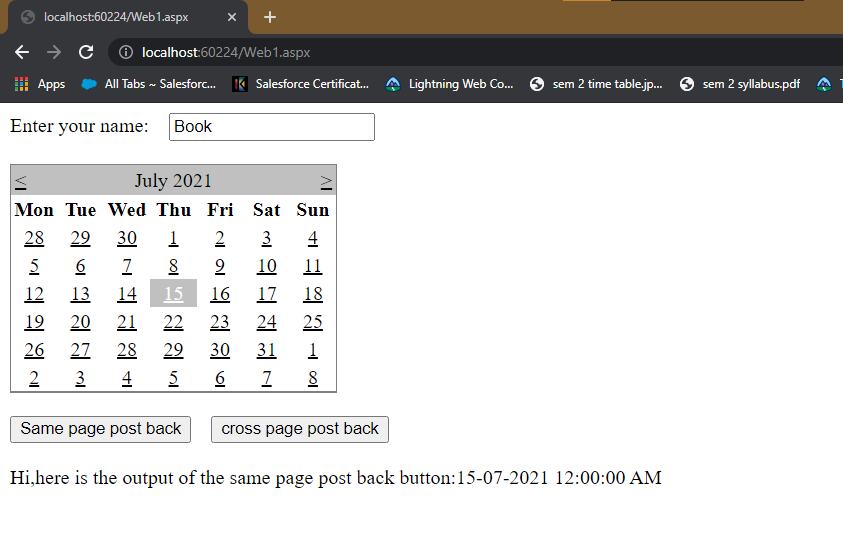 localhost:60224/Web1.aspx
localhost:60224/Web1.aspx
Apps All Tabs ~ Salesforc... Salesforce Certificat... Lightning Web Co... sem 2 time table.jp... sem 2 syllabus.pdf
Enter your name: Book
< July 2021 >
Mon Tue Wed Thu Fri Sat Sun
28 29 30 1 2 3 4
5 6 7 8 9 10 11
12 13 14 15 16 17 18
19 20 21 22 23 24 25
26 27 28 29 30 31 1
2 3 4 5 6 7 8
Same page post back cross page post back
Hi,here is the output of the same page post back button:15-07-2021 12:00:00 AM